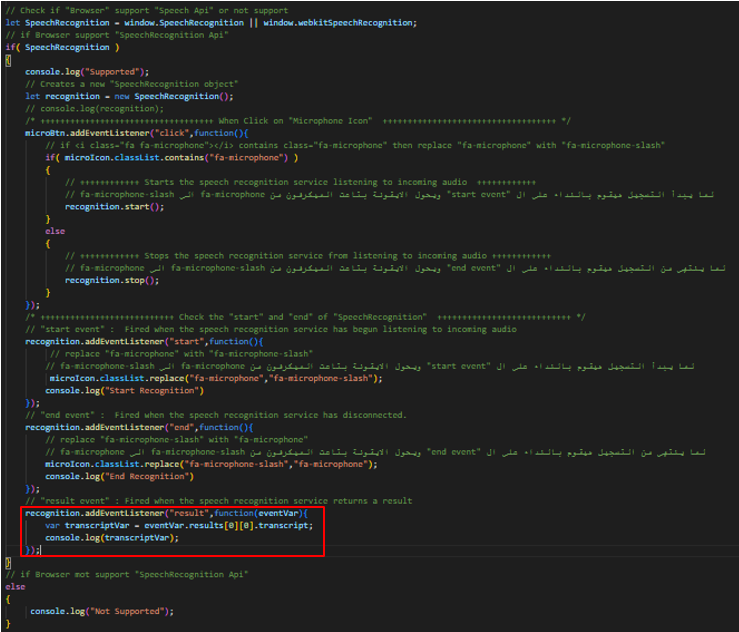 // Check if "Browser" support "Speech Api" or not support
let SpeechRecognition = window.SpeechRecognition || window.webkitSpeechRecognition;
// if Browser support "SpeechRecognition Api"
if( SpeechRecognition )
{
console.log("Supported");
// Creates a new "SpeechRecognition object"
let recognition = new SpeechRecognition();
// console.log(recognition);
/* ++++++++++++++++++++++++++++++++++ When Click on "Microphone Icon"  ++++++++++++++++++++++++++++++++++ */
microBtn.addEventListener("click",function(){
// if <i class="fa fa-microphone"></i> contains class="fa-microphone" then replace "microphone" with "fa-microphone-slash"
if( microIcon.classList.contains("fa-microphone") )
{
// ++++++++++++ Starts the speech recognition service listening to incoming audio  ++++++++++++
// fa-microphone-slash الى fa-microphone ويحول الايقونة بتاعت الميكرفون من "start event" لما يبدأ التسجيل هيقوم بالنداء على ال
recognition.start();
}
else
{
// ++++++++++++ Stops the speech recognition service from listening to incoming audio ++++++++++++
// fa-microphone الى fa-microphone-slash ويحول الايقونة بتاعت الميكرفون من "end event" لما ينتهى من التسجيل هيقوم بالنداء على ال
recognition.stop();
}
});
/* +++++++++++++++++++++++++++ Check the "start" and "end" of "SpeechRecognition"  +++++++++++++++++++++++++++ */
// "start event" :  Fired when the speech recognition service has begun listening to incoming audio
recognition.addEventListener("start",function(){
// replace "fa-microphone" with "fa-microphone-slash"
// fa-microphone-slash الى fa-microphone ويحول الايقونة بتاعت الميكرفون من "start event" لما يبدأ التسجيل هيقوم بالنداء على ال
microIcon.classList.replace("fa-microphone","fa-microphone-slash");
console.log("Start Recognition")
});
// "end event" :  Fired when the speech recognition service has disconnected.
recognition.addEventListener("end",function(){
// replace "fa-microphone-slash" with "fa-microphone"
// fa-microphone الى fa-microphone-slash ويحول الايقونة بتاعت الميكرفون من "end event" لما ينتهى من التسجيل هيقوم بالنداء على ال
microIcon.classList.replace("fa-microphone-slash","fa-microphone");
console.log("End Recognition")
});
// "result event" : Fired when the speech recognition service returns a result
recognition.addEventListener("result",function(eventVar){
var transcriptVar = eventVar.results[0][0].transcript;
console.log(transcriptVar);
});
}
// if Browser mot support "SpeechRecognition Api"
else
{
console.log("Not Supported");
}